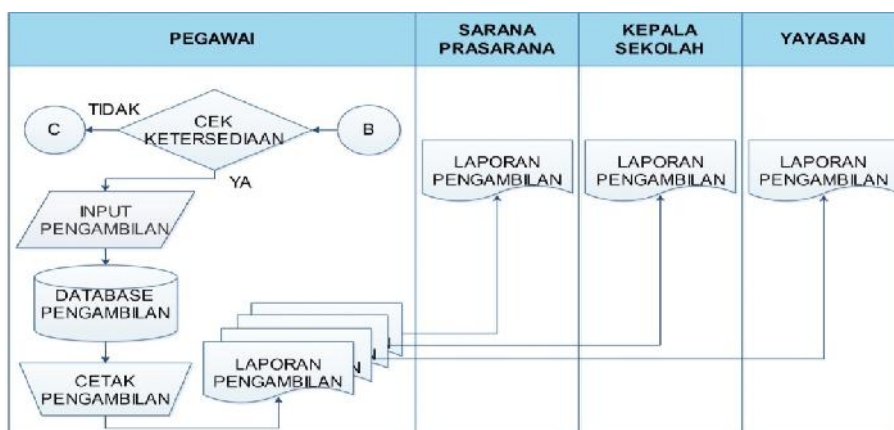 PEGAWAI
SARANA
PRASARANA
KEPALA
SEKOLAH
YAYASAN
C
TIDAK
CEK
KETERSEDIAAN
B
YA
INPUT
PENGAMBILAN
DATABASE
PENGAMBILAN
CETAK
PENGAMBILAN
LAPORAN
PENGAMBILAN
LAPORAN
PENGAMBILAN
LAPORAN
PENGAMBILAN
LAPORAN
PENGAMBILAN